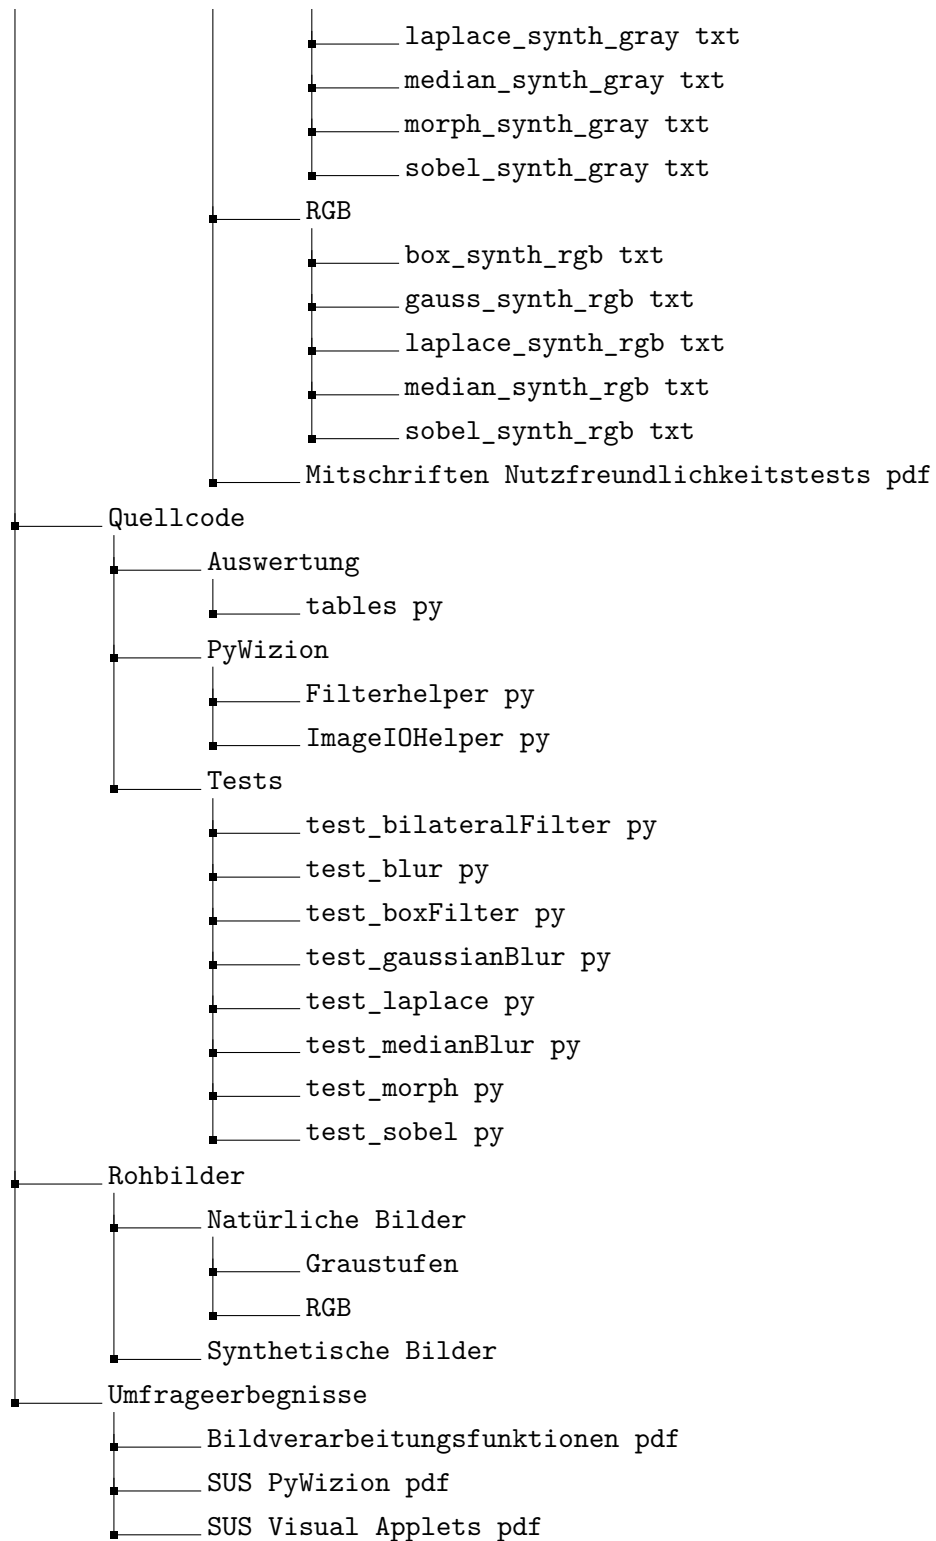 laplace_synth_gray txt
median_synth_gray txt
morph_synth_gray txt
sobel_synth_gray txt
RGB
box_synth_rgb txt
gauss_synth_rgb txt
laplace_synth_rgb txt
median_synth_rgb txt
sobel_synth_rgb txt
Mitschriften Nutzfreundlichkeitstests pdf
Quellcode
Auswertung
tables py
PyWizion
Filterhelper py
ImageIOHelper py
Tests
test_bilateralFilter py
test_blur py
test_boxFilter py
test_gaussianBlur py
test_laplace py
test_medianBlur py
test_morph py
test_sobel py
Rohbilder
Natürliche Bilder
Graustufen
RGB
Synthetische Bilder
Umfrageerbegnisse
Bildverarbeitungsfunktionen pdf
SUS PyWizion pdf
SUS Visual Applets pdf